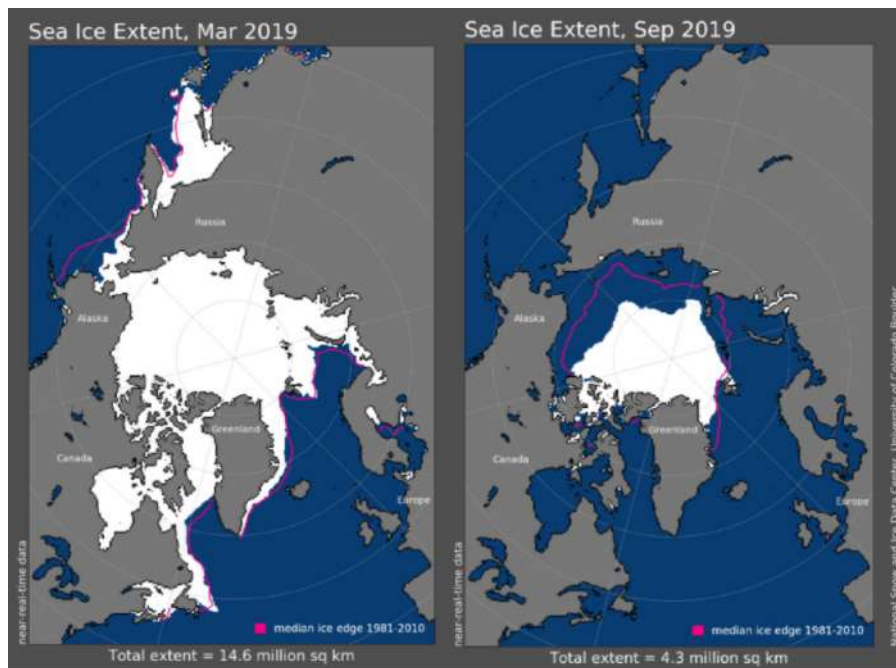 Sea Ice Extent, Mar 2019
Russia
Alaska
Greenland
Canada
Europe
near-real-time data
median ice edge 1981-2010
Total extent = 14.6 million sq km
Sea Ice Extent, Sep 2019
Russia
Alaska
Greenland
Canada
Europe
near-real-time data
median ice edge 1981-2010
Total extent = 4.3 million sq km
National Snow and Ice Data Center, University of Colorado Boulder